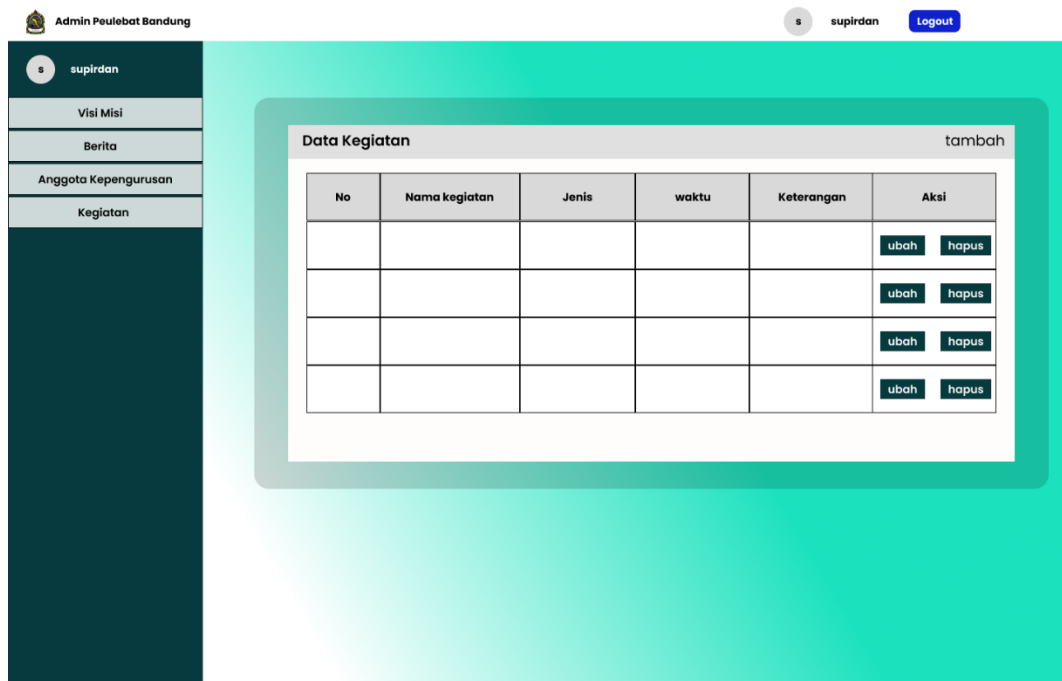 Admin Peulebat Bandung
s supirdan Logout
s supirdan
Visi Misi
Berita
Anggota Kepengurusan
Kegiatan
Data Kegiatan tambah
No Nama kegiatan Jenis waktu Keterangan Aksi
ubah hapus
ubah hapus
ubah hapus
ubah hapus